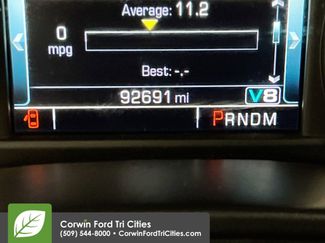 Average: 11.2
0
mpg
Best: -.-
92691 mi
V8
PRNDM
Corwin Ford Tri Cities
(509) 544-8000 • CorwinFordTriCities.com